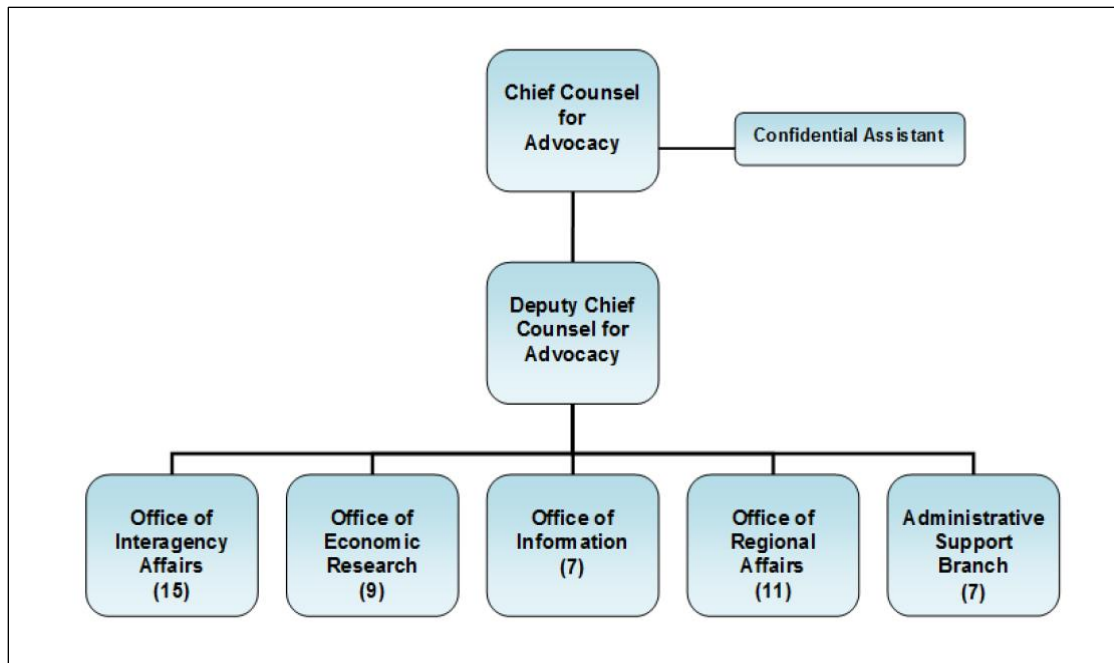 Chief Counsel
for
Advocacy
Confidential Assistant
Deputy Chief
Counsel for
Advocacy
Office of
Interagency
Affairs
(15)
Office of
Economic
Research
(9)
Office of
Information
(7)
Office of
Regional
Affairs
(11)
Administrative
Support
Branch
(7)